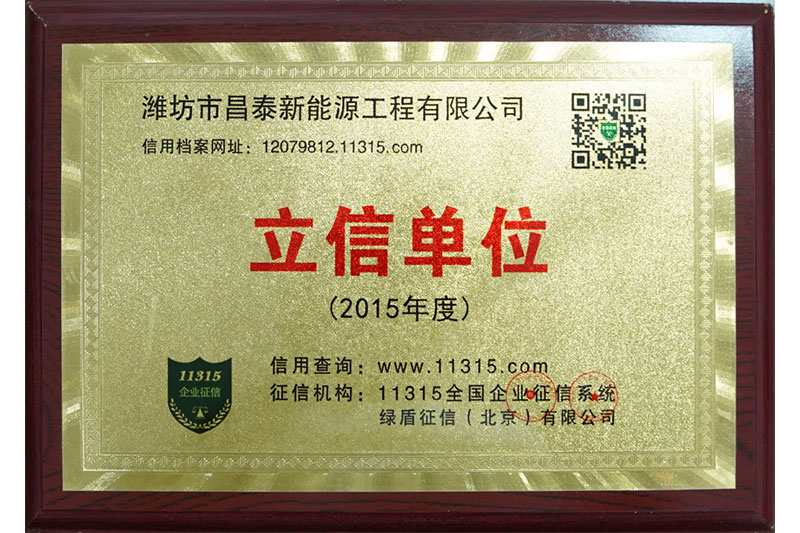 潍坊市昌泰新能源工程有限公司
信用档案网址：12079812.11315.com
立信单位
(2015年度)
信用查询：www.11315.com
征信机构：11315全国企业征信系统
绿盾征信（北京）有限公司
11315
企业征信